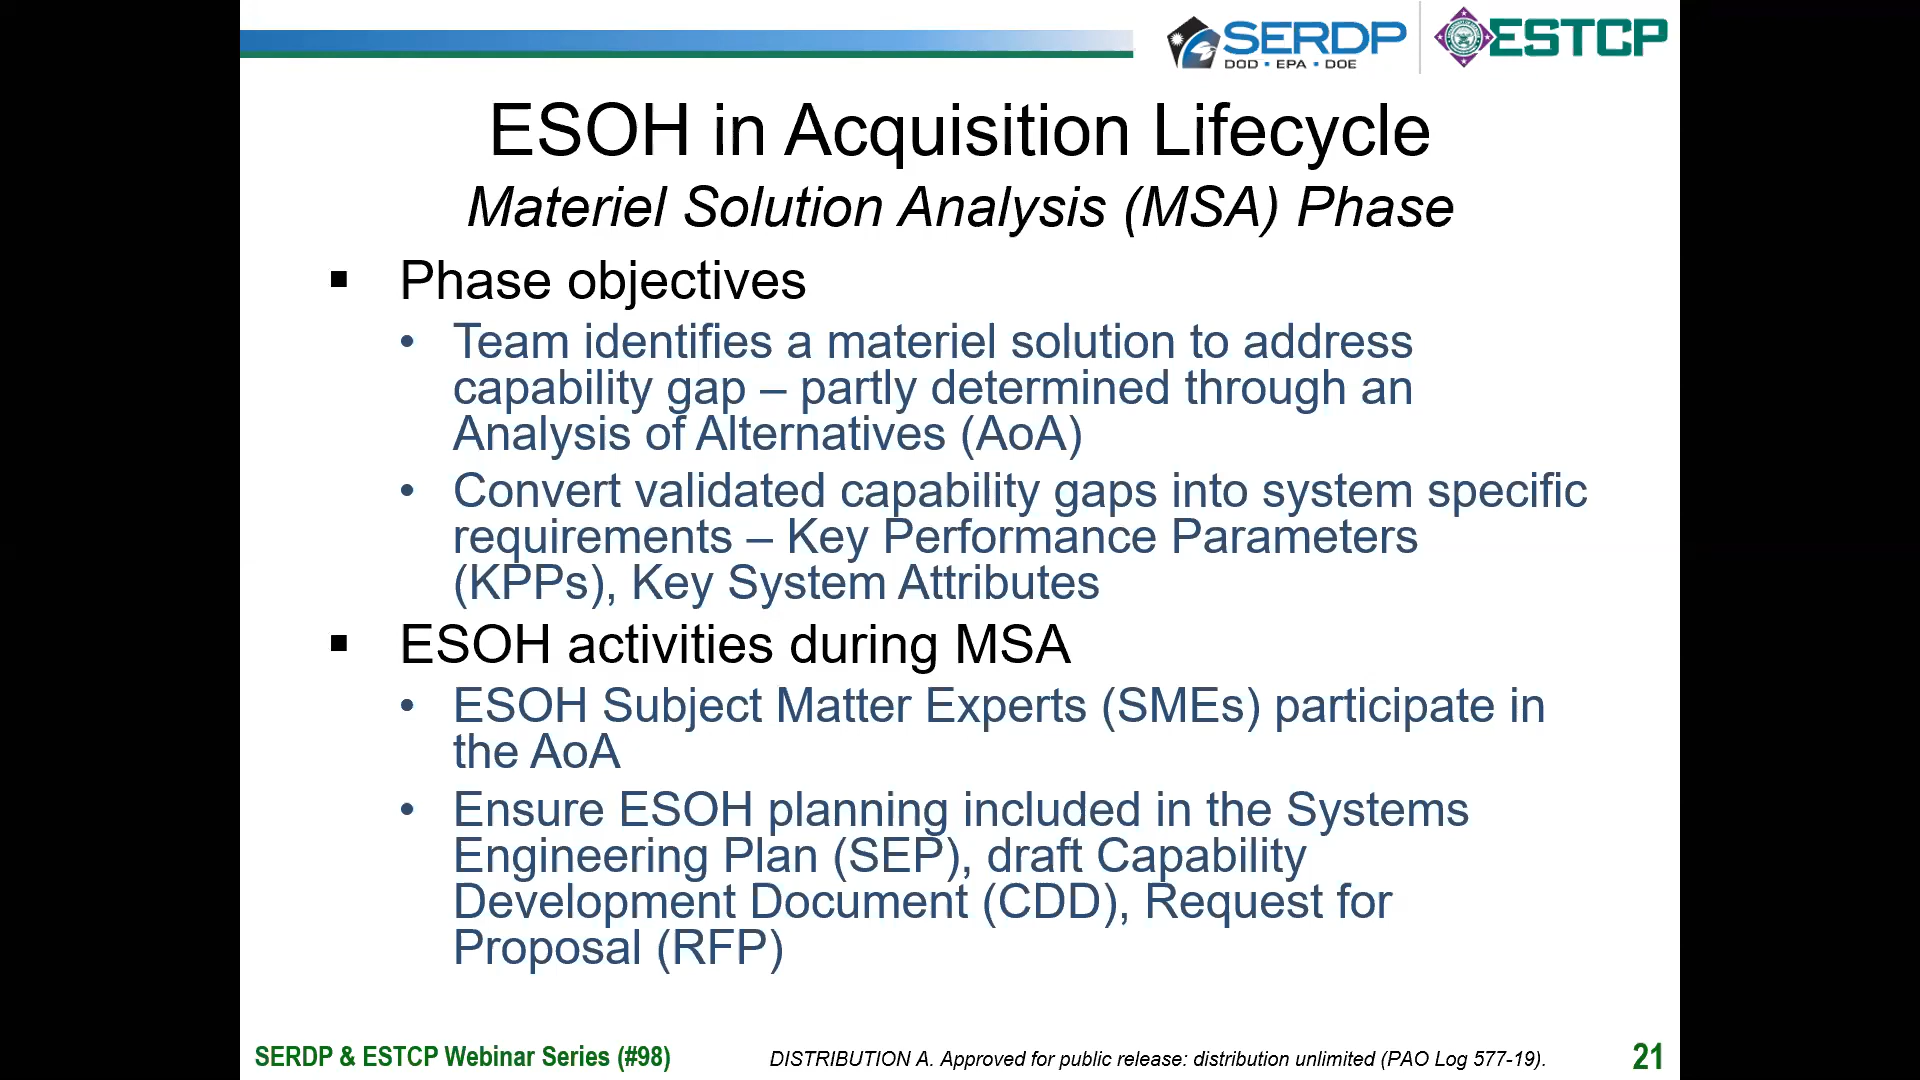 SERDP
DOD • EPA • DOE
ESTCP
ESOH in Acquisition Lifecycle
Materiel Solution Analysis (MSA) Phase
▪ Phase objectives
• Team identifies a materiel solution to address
capability gap – partly determined through an
Analysis of Alternatives (AoA)
• Convert validated capability gaps into system specific
requirements – Key Performance Parameters
(KPPs), Key System Attributes
▪ ESOH activities during MSA
• ESOH Subject Matter Experts (SMEs) participate in
the AoA
• Ensure ESOH planning included in the Systems
Engineering Plan (SEP), draft Capability
Development Document (CDD), Request for
Proposal (RFP)
SERDP & ESTCP Webinar Series (#98)
DISTRIBUTION A. Approved for public release: distribution unlimited (PAO Log 577-19).
21